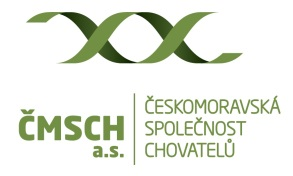 ČMSCH
a.s.
ČESKOMORAVSKÁ
SPOLEČNOST
CHOVATELŮ